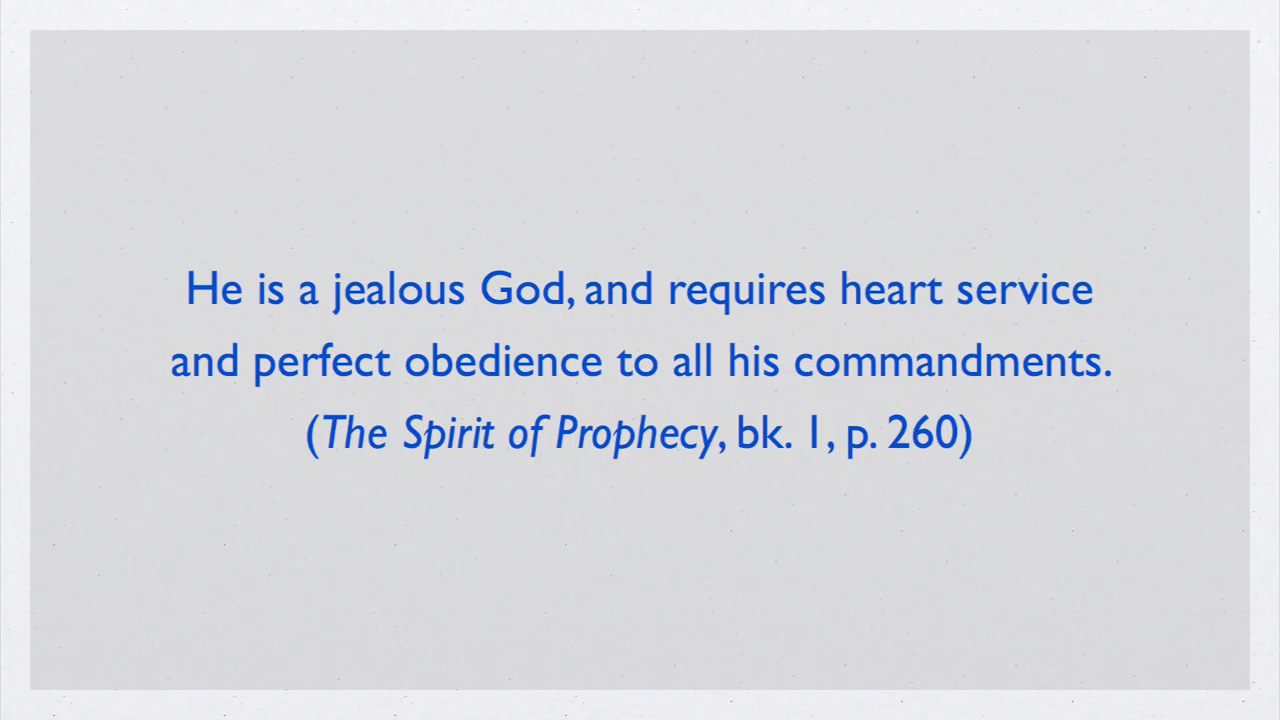 He is a jealous God, and requires heart service
and perfect obedience to all his commandments.
(The Spirit of Prophecy, bk. 1, p. 260)